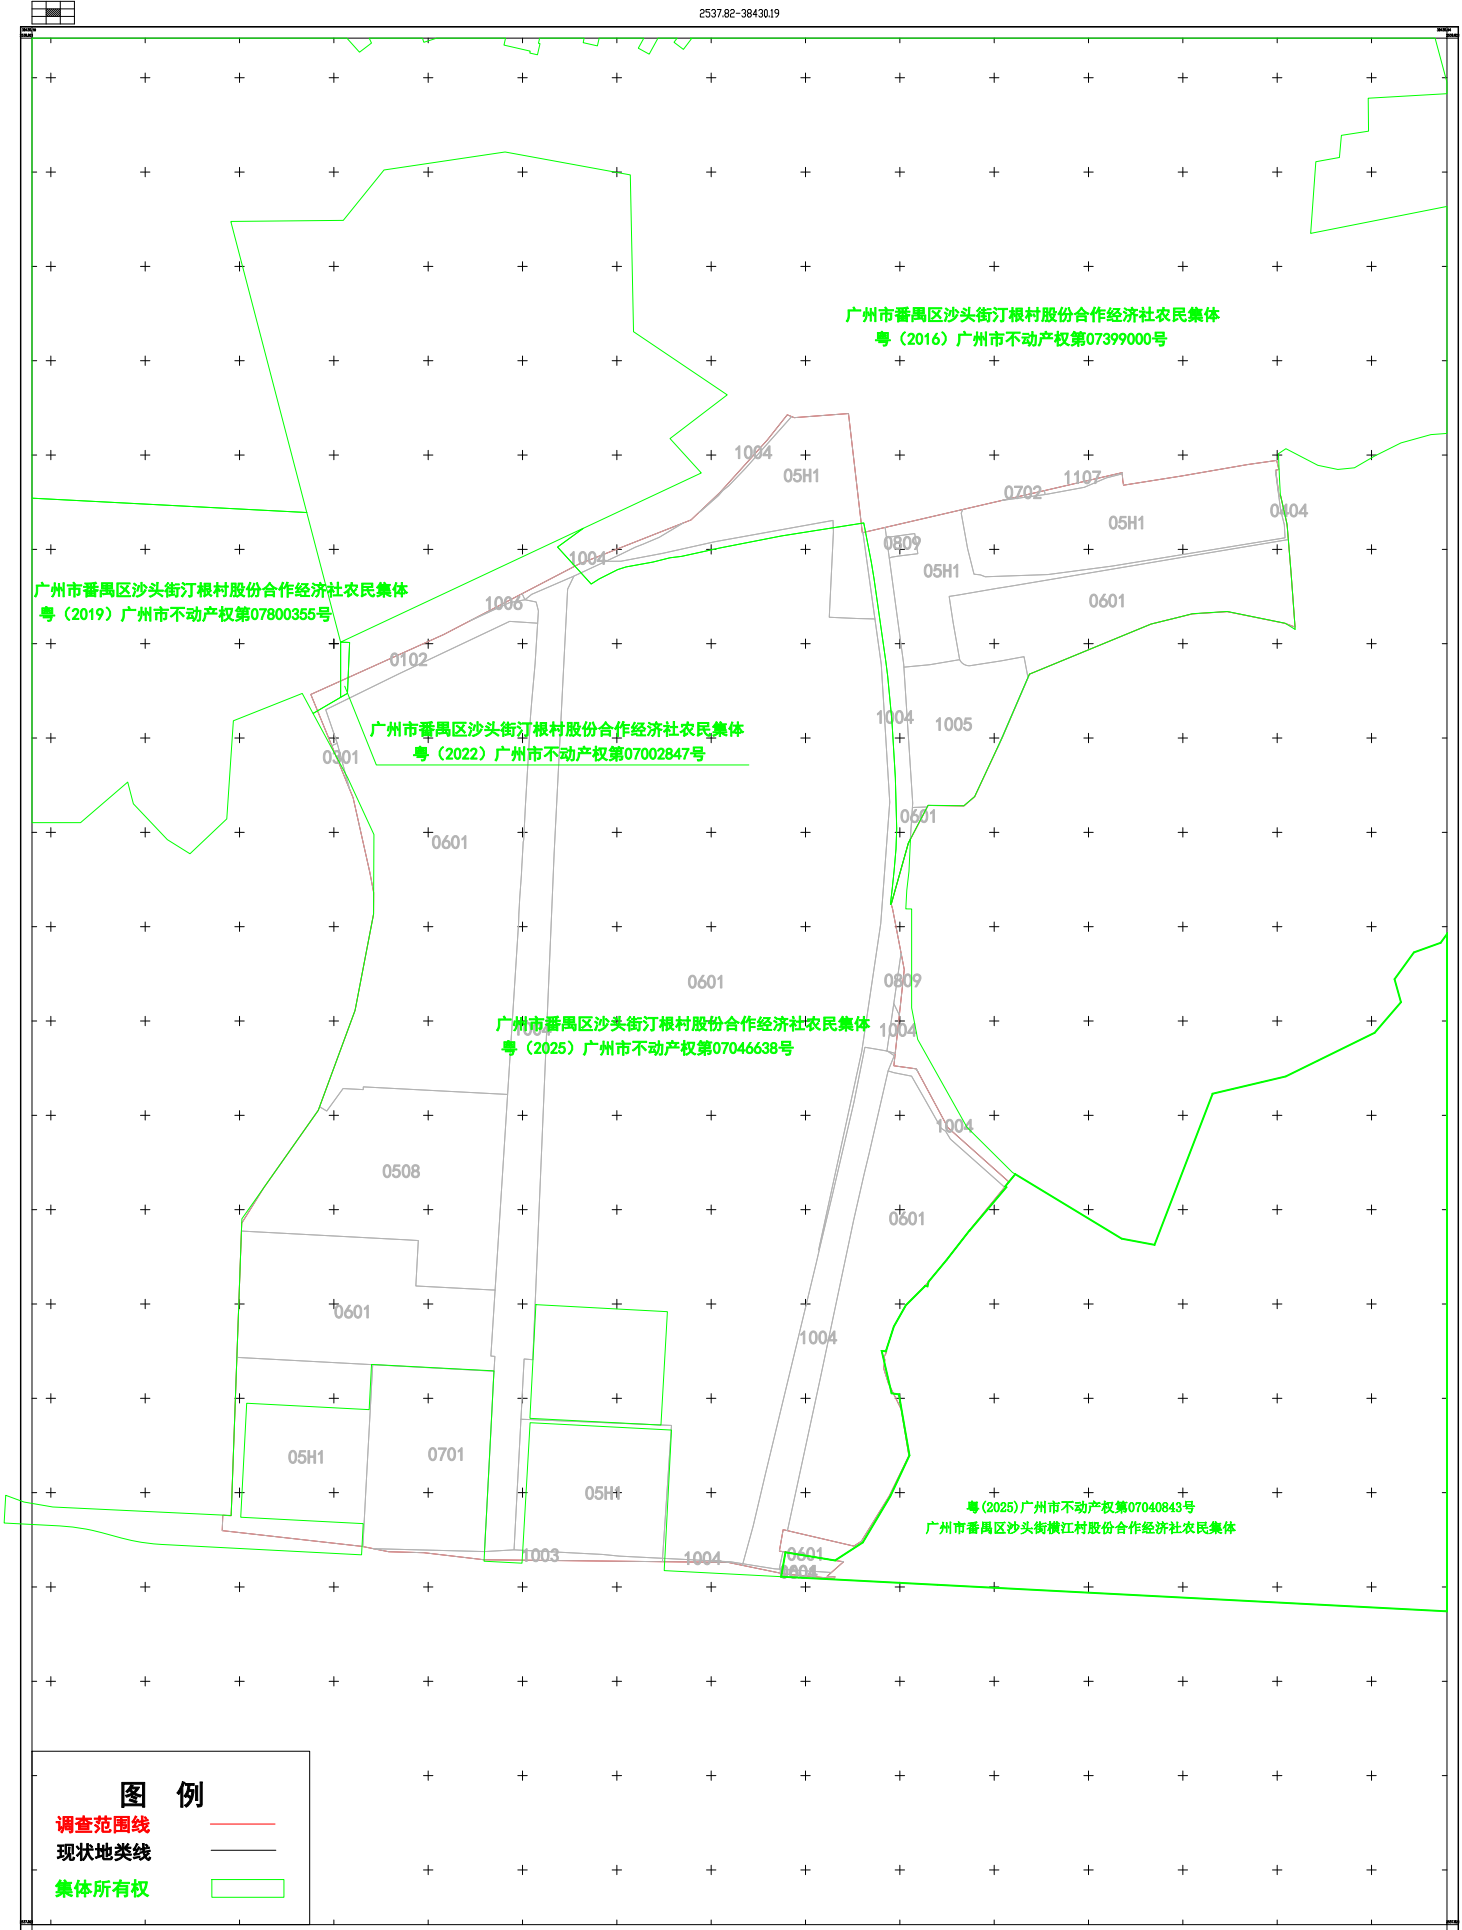 2537.82-38430.19
广州市番禺区沙头街汀根村股份合作经济社农民集体
粤（2016）广州市不动产权第07399000号
1004
05H1
1107
0702
05H1
0404
0809
1004
05H1
广州市番禺区沙头街汀根村股份合作经济社农民集体
粤（2019）广州市不动产权第07800355号
1006
0601
0102
1004
1005
广州市番禺区沙头街汀根村股份合作经济社农民集体
粤（2022）广州市不动产权第07002847号
0301
0601
0601
0601
0809
广州市番禺区沙头街汀根村股份合作经济社农民集体
1004
1004
粤（2025）广州市不动产权第07046638号
1004
0508
0601
0601
1004
0701
05H1
05H1
粤(2025)广州市不动产权第07040843号
广州市番禺区沙头街横江村股份合作经济社农民集体
1003
1004
0601
图 例
调查范围线
现状地类线
集体所有权